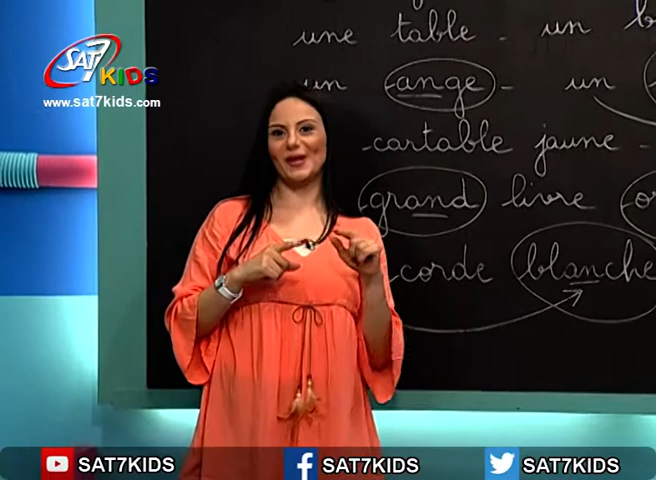 une table - un
un ange - un
cartable jaune -
grand livre
corde blanche
SAT7 KIDS
www.sat7kids.com
SAT7KIDS SAT7KIDS SAT7KIDS